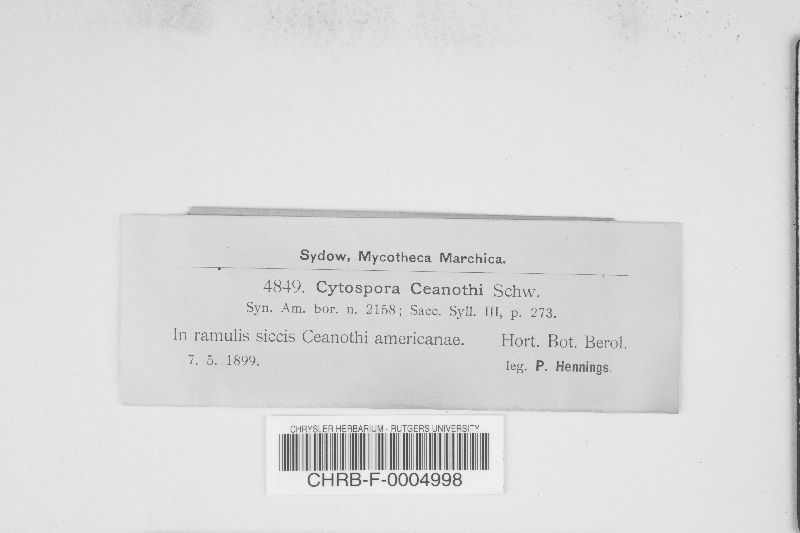 Sydow, Mycotheca Marchica.
4849. Cytospora Ceanothi Schw.
Syn. Am. bor. n. 2158; Sacc. Syll. III, p. 273.
In ramulis siccis Ceanothi americanae. Hort. Bot. Berol.
7. 5. 1899. leg. P. Hennings.
CHRYSLER HERBARIUM - RUTGERS UNIVERSITY
CHRB-F-0004998